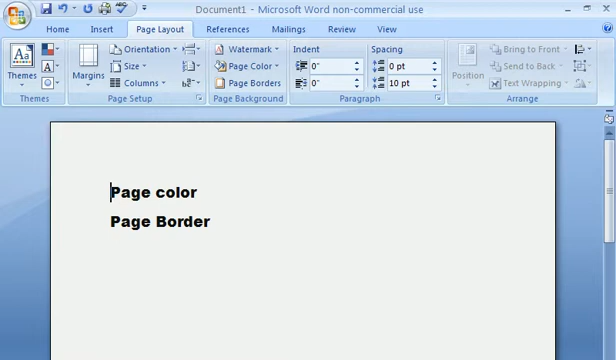 Document1 - Microsoft Word non-commercial use
Home Insert Page Layout References Mailings Review View
Themes
Themes
Margins
Orientation
Size
Columns
Page Setup
Watermark
Page Color
Page Borders
Page Background
Indent Spacing
0" 0 pt
0" 10 pt
Paragraph
Position
Bring to Front
Send to Back
Text Wrapping
Arrange
Page color
Page Border